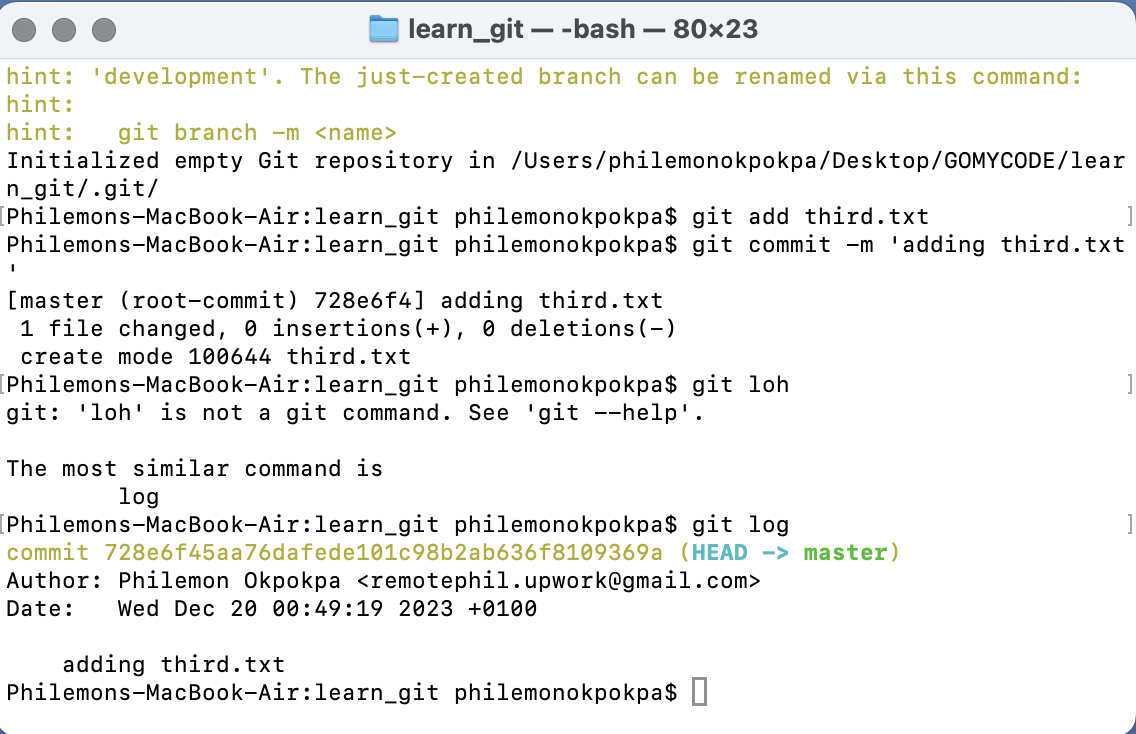 learn_git — -bash — 80×23
hint: 'development'. The just-created branch can be renamed via this command:
hint:
hint:   git branch -m <name>
Initialized empty Git repository in /Users/philemonokpokpa/Desktop/GOMYCODE/lear
n_git/.git/
[Philemons-MacBook-Air:learn_git philemonokpokpa$ git add third.txt ]
Philemons-MacBook-Air:learn_git philemonokpokpa$ git commit -m 'adding third.txt
'
[master (root-commit) 728e6f4] adding third.txt
 1 file changed, 0 insertions(+), 0 deletions(-)
 create mode 100644 third.txt
[Philemons-MacBook-Air:learn_git philemonokpokpa$ git loh ]
git: 'loh' is not a git command. See 'git --help'.

The most similar command is
        log
[Philemons-MacBook-Air:learn_git philemonokpokpa$ git log ]
commit 728e6f45aa76dafede101c98b2ab636f8109369a (HEAD -> master)
Author: Philemon Okpokpa <remotephil.upwork@gmail.com>
Date:   Wed Dec 20 00:49:19 2023 +0100

    adding third.txt
Philemons-MacBook-Air:learn_git philemonokpokpa$